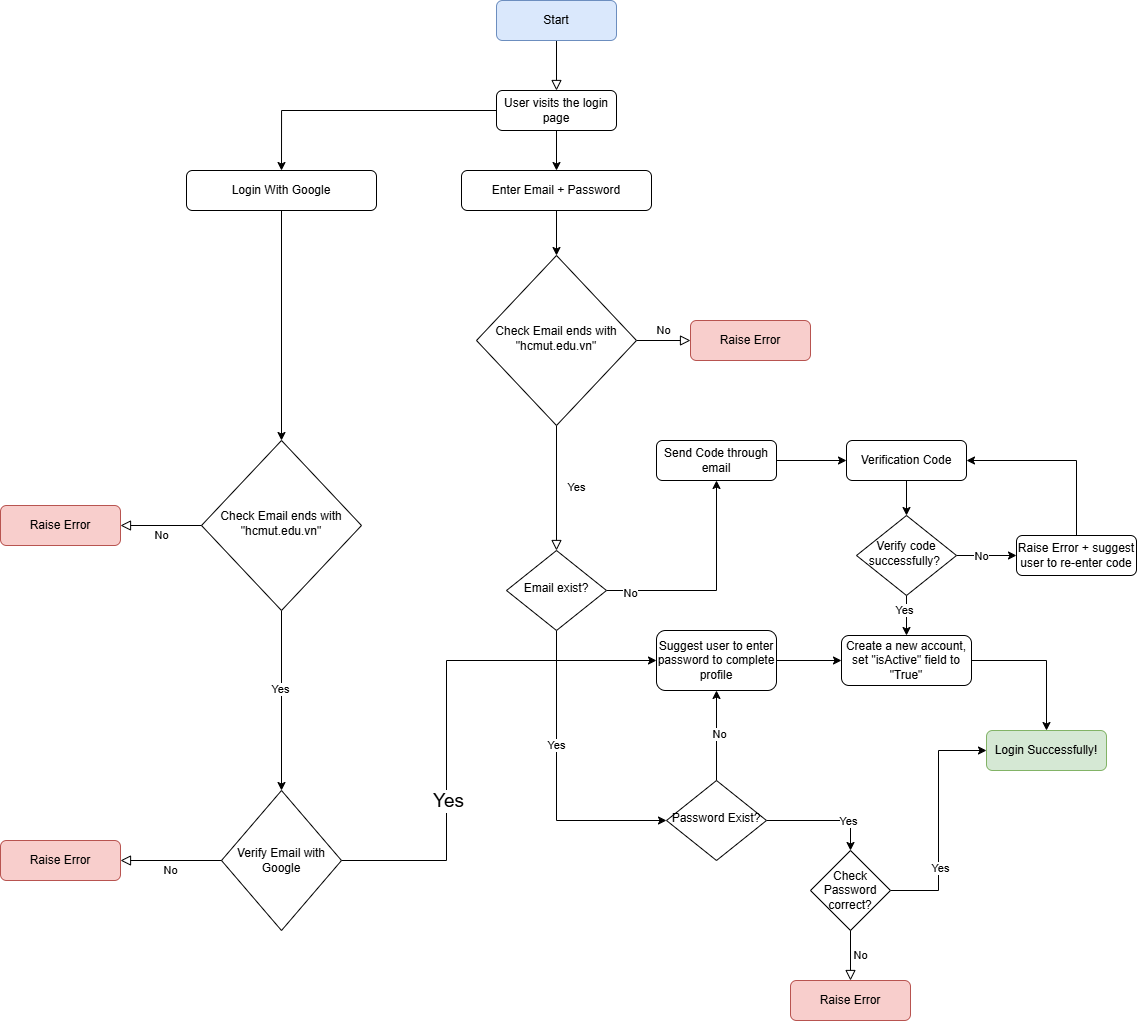 Start
User visits the login
page
Login With Google
Enter Email + Password
Check Email ends with
"hcmut.edu.vn"
No
Raise Error
Yes
Send Code through
email
Verification Code
Check Email ends with
"hcmut.edu.vn"
No
Raise Error
Verify code
successfully?
No
Raise Error + suggest
user to re-enter code
Email exist?
No
Yes
Suggest user to enter
password to complete
profile
Create a new account,
set "isActive" field to
"True"
Yes
Yes
No
Login Successfully!
Yes
Password Exist?
Yes
Verify Email with
Google
No
Raise Error
Check
Password
correct?
Yes
No
Raise Error